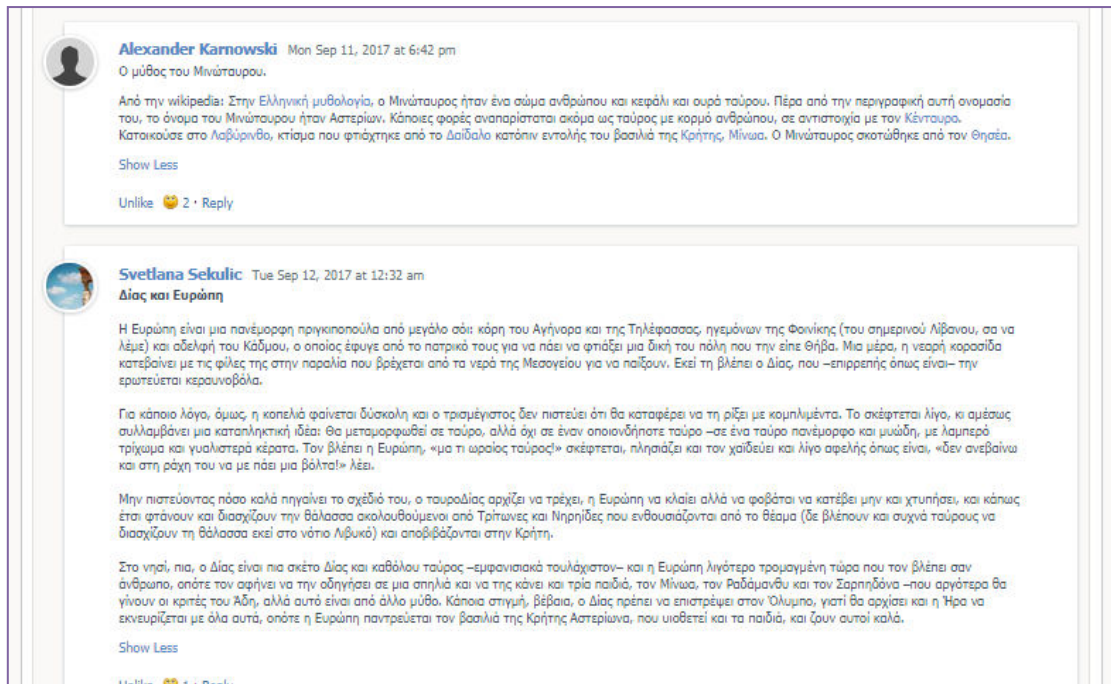 Alexander Karnowski Mon Sep 11, 2017 at 6:42 pm
Ο μύθος του Μινώταυρου.
Από την wikipedia: Στην Ελληνική μυθολογία, ο Μινώταυρος ήταν ένα σώμα ανθρώπου και κεφάλι και ουρά ταύρου. Πέρα από την περιγραφική αυτή ονομασία
του, το όνομα του Μινώταυρου ήταν Αστερίων. Κάποιες φορές αναπαρίσταται ακόμα ως ταύρος με κορμό ανθρώπου, σε αντιστοιχία με τον Κένταυρο.
Κατοικούσε στο Λαβύρινθο, κτίσμα που φτιάχτηκε από το Δαίδαλο κατόπιν εντολής του βασιλιά της Κρήτης, Μίνωα. Ο Μινώταυρος σκοτώθηκε από τον Θησέα.
Show Less
Unlike 2 · Reply
Svetlana Sekulic Tue Sep 12, 2017 at 12:32 am
Δίας και Ευρώπη
Η Ευρώπη είναι μια πανέμορφη πριγκιποπούλα από μεγάλο σόι: κόρη του Αγήνορα και της Τηλέφασσας, ηγεμόνων της Φοινίκης (του σημερινού Λίβανου, σα να
λέμε) και αδελφή του Κάδμου, ο οποίος έφυγε από το πατρικό τους για να πάει να φτιάξει μια δική του πόλη που την είπε Θήβα. Μια μέρα, η νεαρή κορασίδα
κατεβαίνει με τις φίλες της στην παραλία που βρέχεται από τα νερά της Μεσογείου για να παίξουν. Εκεί τη βλέπει ο Δίας, που –επιρρεπής όπως είναι– την
ερωτεύεται κεραυνοβόλα.
Για κάποιο λόγο, όμως, η κοπελιά φαίνεται δύσκολη και ο τρισμέγιστος δεν πιστεύει ότι θα καταφέρει να τη ρίξει με κομπλιμέντα. Το σκέφτεται λίγο, κι αμέσως
συλλαμβάνει μια καταπληκτική ιδέα: Θα μεταμορφωθεί σε ταύρο, αλλά όχι σε έναν οποιονδήποτε ταύρο –σε ένα ταύρο πανέμορφο και μυώδη, με λαμπερό
τρίχωμα και γυαλιστερά κέρατα. Τον βλέπει η Ευρώπη, «μα τι ωραίος ταύρος!» σκέφτεται, πλησιάζει και τον χαϊδεύει και λίγο αφελής όπως είναι, «δεν ανεβαίνω
και στη ράχη του να με πάει μια βόλτα!» λέει.
Μην πιστεύοντας πόσο καλά πηγαίνει το σχέδιό του, ο ταυροΔίας αρχίζει να τρέχει, η Ευρώπη να κλαίει αλλά να φοβάται να κατέβει μην και χτυπήσει, και κάπως
έτσι φτάνουν και διασχίζουν την θάλασσα ακολουθούμενοι από Τρίτωνες και Νηρηίδες που ενθουσιάζονται από το θέαμα (δε βλέπουν και συχνά ταύρους να
διασχίζουν τη θάλασσα εκεί στο νότιο Λιβυκό) και αποβιβάζονται στην Κρήτη.
Στο νησί, πια, ο Δίας είναι πια σκέτο Δίας και καθόλου ταύρος –εμφανισιακά τουλάχιστον– και η Ευρώπη λιγότερο τρομαγμένη τώρα που τον βλέπει σαν
άνθρωπο, οπότε τον αφήνει να την οδηγήσει σε μια σπηλιά και να της κάνει και τρία παιδιά, τον Μίνωα, τον Ραδάμανθυ και τον Σαρπηδόνα –που αργότερα θα
γίνουν οι κριτές του Άδη, αλλά αυτό είναι από άλλο μύθο. Κάποια στιγμή, βέβαια, ο Δίας πρέπει να επιστρέψει στον Όλυμπο, γιατί θα αρχίσει και η Ήρα να
εκνευρίζεται με όλα αυτά, οπότε η Ευρώπη παντρεύεται τον βασιλιά της Κρήτης Αστερίωνα, που υιοθετεί και τα παιδιά, και ζουν αυτοί καλά.
Show Less
Unlike 1 · Reply